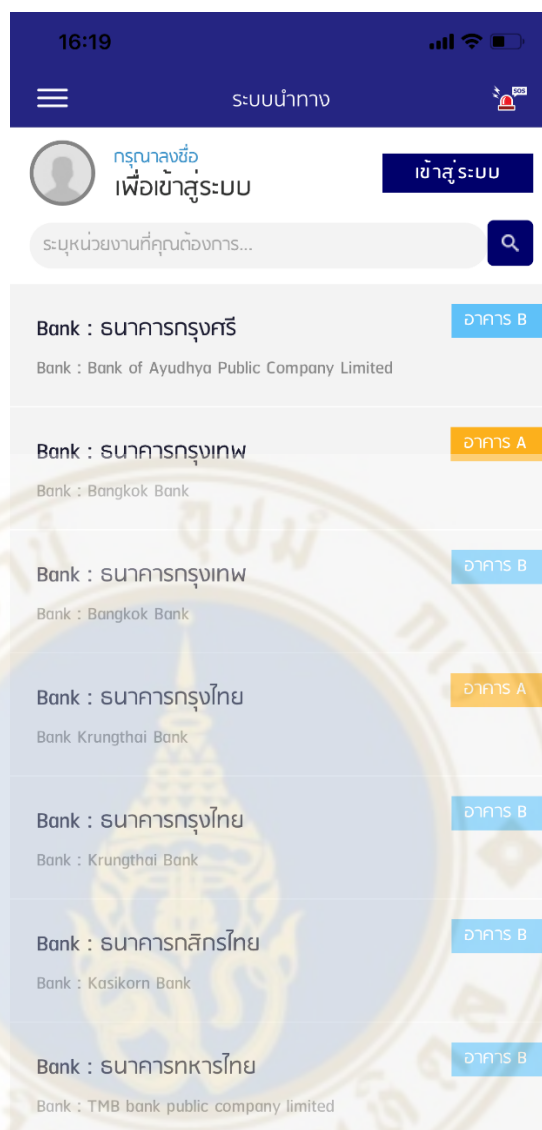 16:19
ระบบนำทาง
SOS
กรุณาลงชื่อ
เพื่อเข้าสู่ระบบ
เข้าสู่ระบบ
ระบุหน่วยงานที่คุณต้องการ...
Bank : ธนาคารกรุงศรี
อาคาร B
Bank : Bank of Ayudhya Public Company Limited
Bank : ธนาคารกรุงเทพ
อาคาร A
Bank : Bangkok Bank
Bank : ธนาคารกรุงเทพ
อาคาร B
Bank : Bangkok Bank
Bank : ธนาคารกรุงไทย
อาคาร A
Bank Krungthai Bank
Bank : ธนาคารกรุงไทย
อาคาร B
Bank : Krungthai Bank
Bank : ธนาคารกสิกรไทย
อาคาร B
Bank : Kasikorn Bank
Bank : ธนาคารทหารไทย
อาคาร B
Bank : TMB bank public company limited